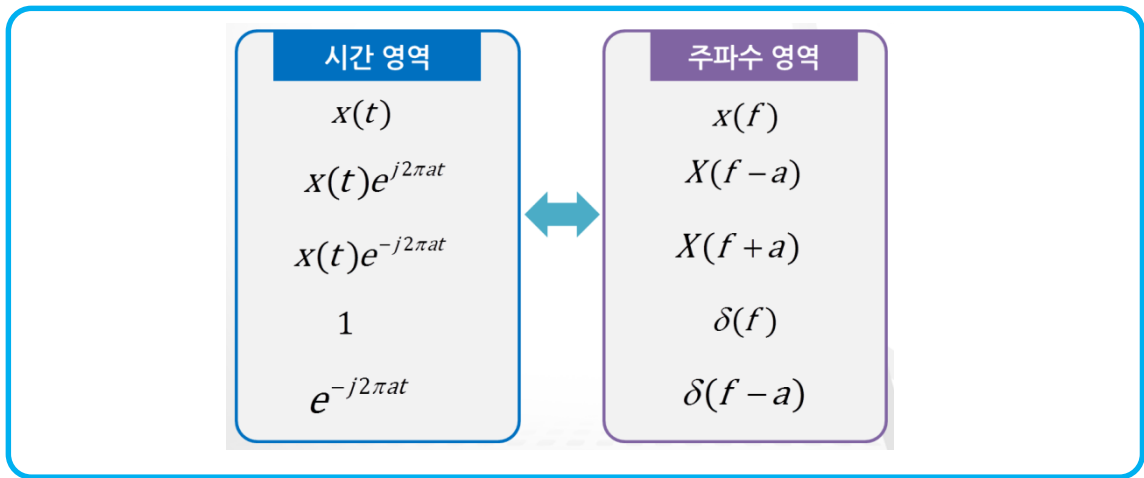 시간 영역
x(t)
x(t)e^{j2πat}
x(t)e^{-j2πat}
1
e^{-j2πat}
주파수 영역
x(f)
X(f-a)
X(f+a)
δ(f)
δ(f-a)